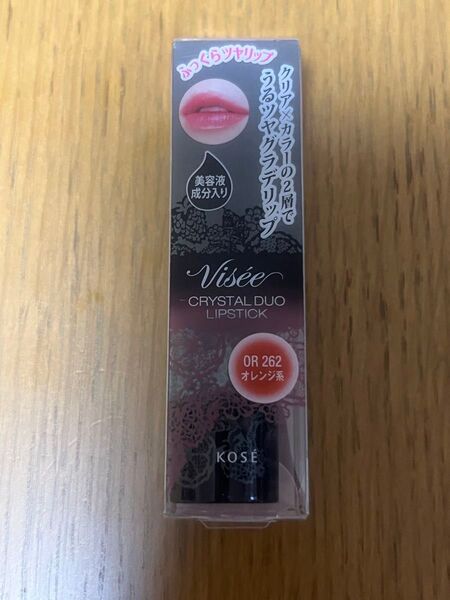 ふっくらツヤリップ
クリア×カラーの2層で
うるツヤグラデリップ
美容液
成分入り
Visée
CRYSTAL DUO
LIPSTICK
OR 262
オレンジ系
KOSÉ